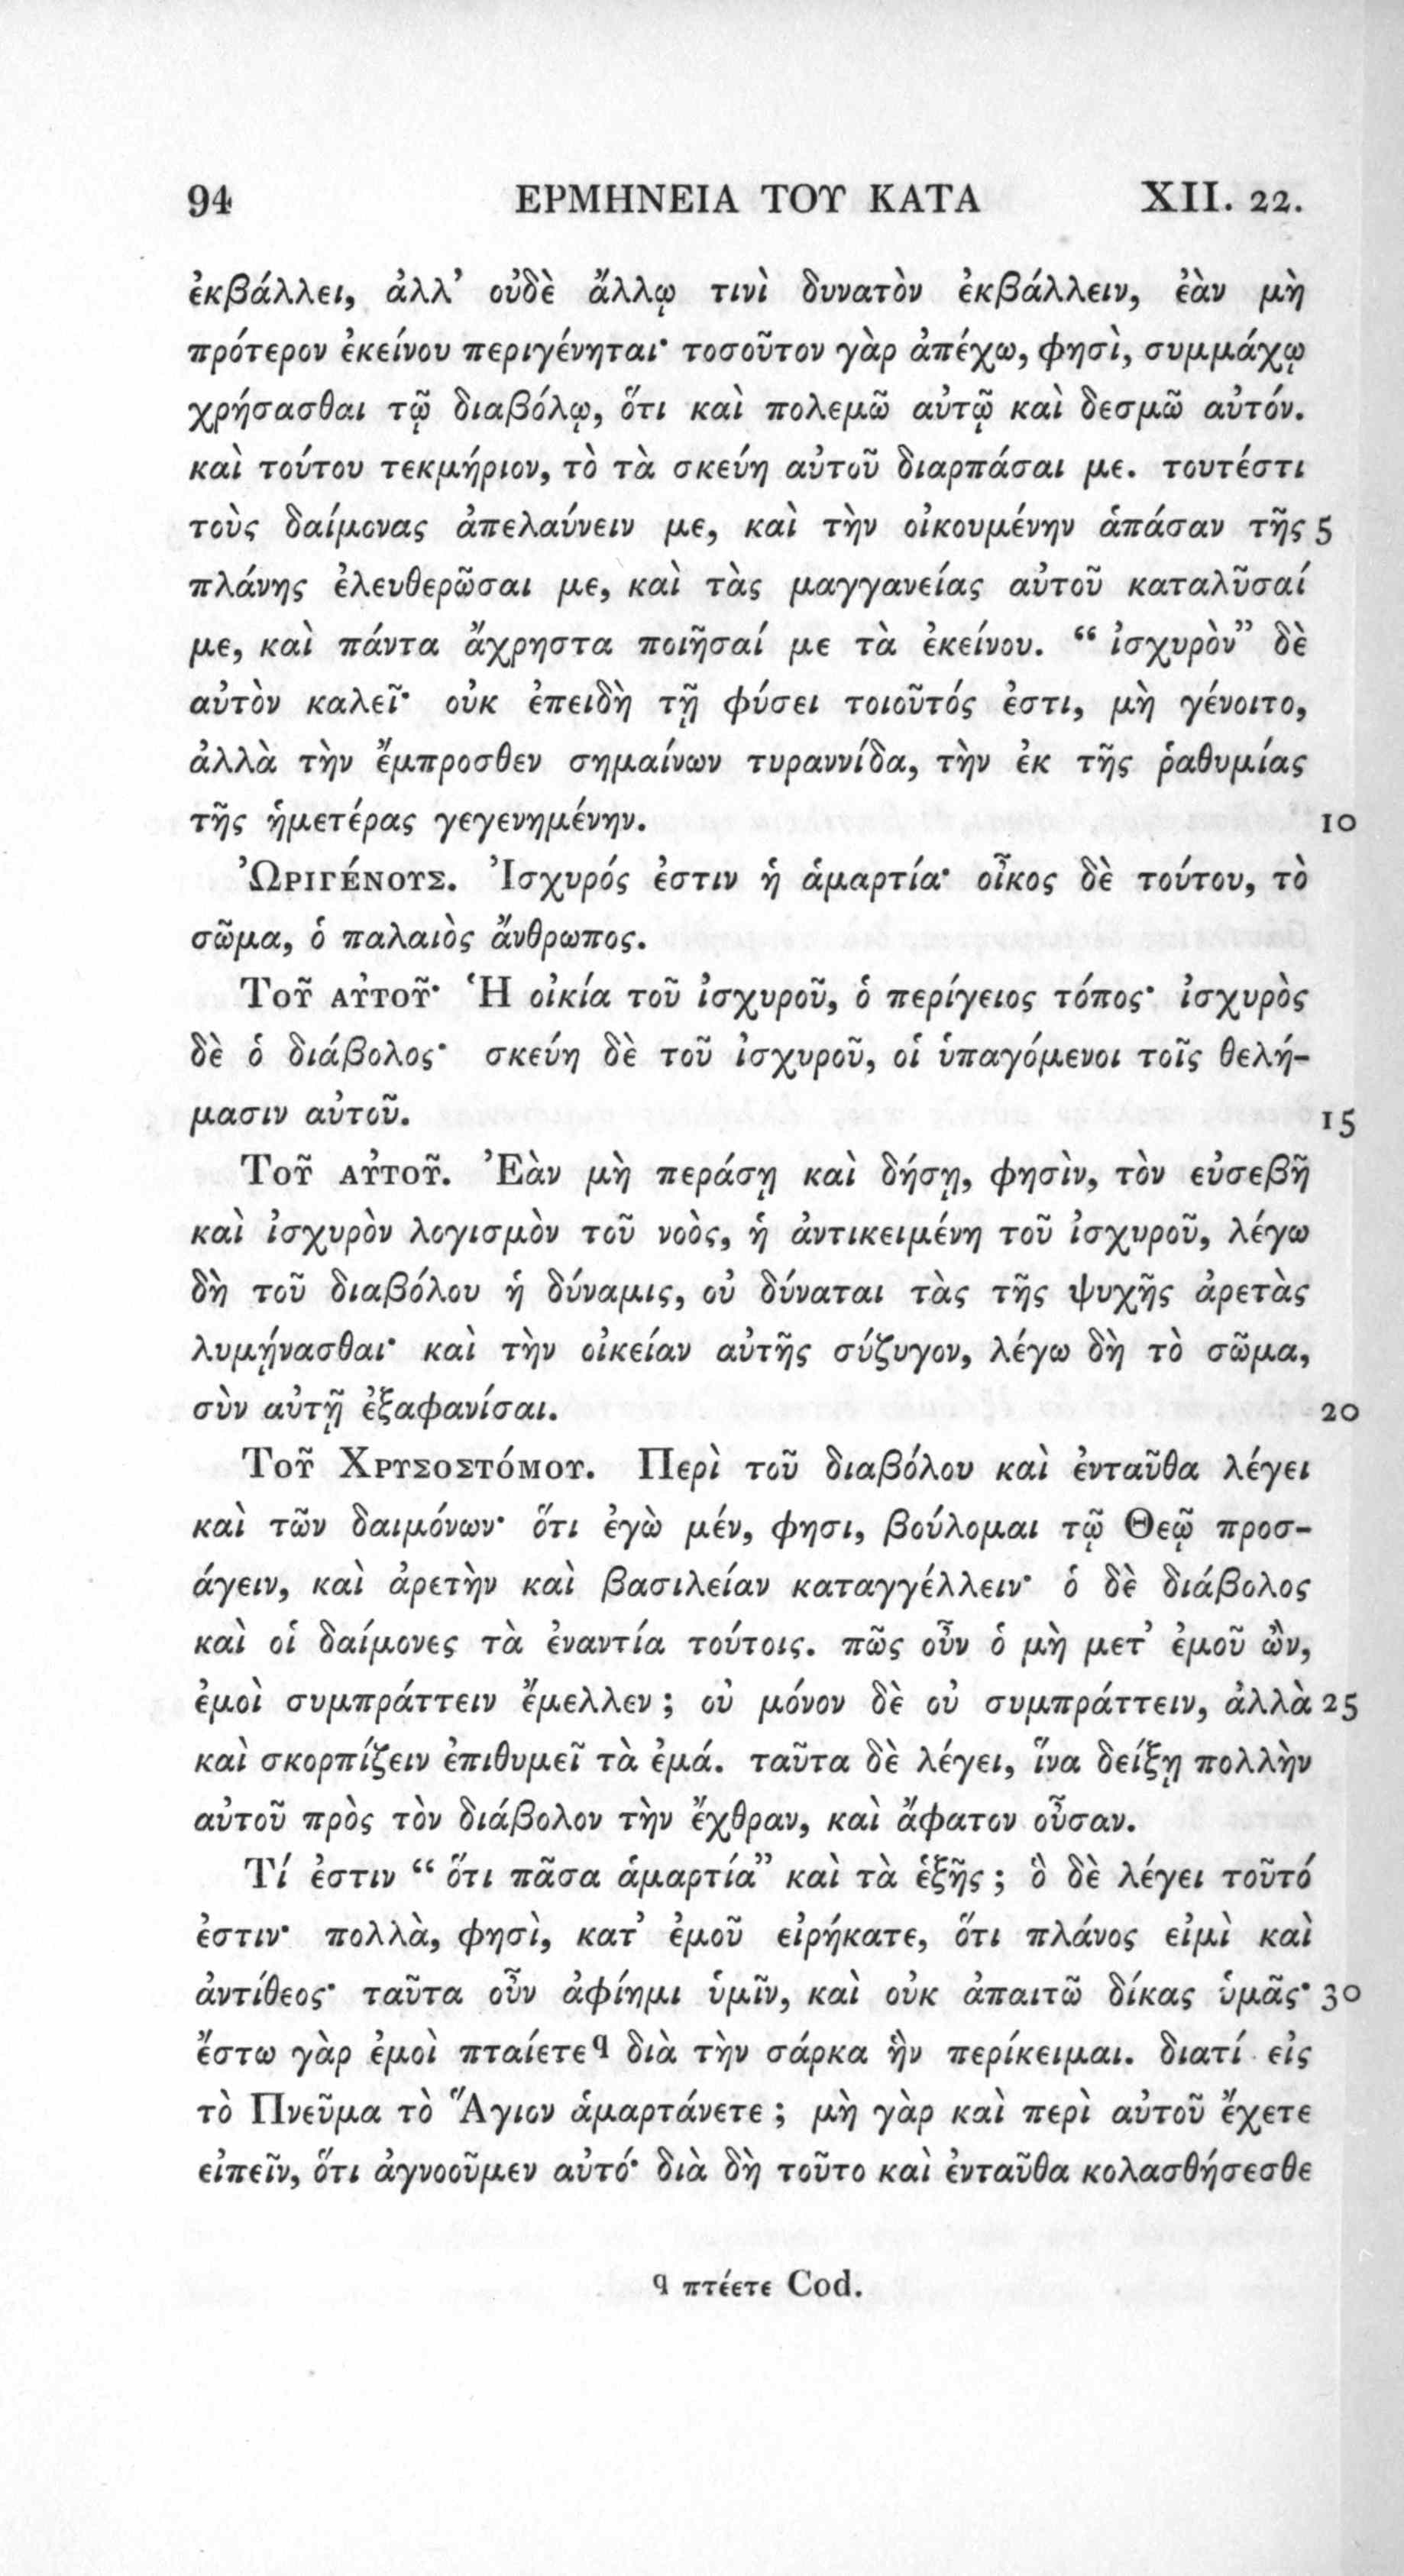 94 ΕΡΜΗΝΕΙΑ ΤΟΥ ΚΑΤΑ XII. 22.
ἐκβάλλει, ἀλλ’ οὐδὲ ἄλλῳ τινὶ δυνατὸν ἐκβάλλειν, ἐὰν μὴ
πρότερον ἐκείνου περιγένηται· τοσοῦτον γὰρ ἀπέχω, φησὶ, συμμάχῳ
χρήσασθαι τῷ διαβόλῳ, ὅτι καὶ πολεμῶ αὐτῷ καὶ δεσμῶ αὐτόν.
καὶ τούτου τεκμήριον, τὸ τὰ σκεύη αὐτοῦ διαρπάσαι με. τουτέστι
τοὺς δαίμονας ἀπελαύνειν με, καὶ τὴν οἰκουμένην ἁπάσαν τῆς 5
πλάνης ἐλευθερῶσαι με, καὶ τὰς μαγγανείας αὐτοῦ καταλῦσαί
με, καὶ πάντα ἄχρηστα ποιῆσαί με τὰ ἐκείνου. “ ἰσχυρὸν” δὲ
αὐτὸν καλεῖ· οὐκ ἐπειδὴ τῇ φύσει τοιοῦτός ἐστι, μὴ γένοιτο,
ἀλλὰ τὴν ἔμπροσθεν σημαίνων τυραννίδα, τὴν ἐκ τῆς ῥαθυμίας
τῆς ἡμετέρας γεγενημένην. 10
ὨΡΙΓΈΝΟΥΣ. Ἰσχυρός ἐστιν ἡ ἁμαρτία· οἶκος δὲ τούτου, τὸ
σῶμα, ὁ παλαιὸς ἄνθρωπος.
ΤΟῦ ΑὐΤΟῦ· Ἡ οἰκία τοῦ ἰσχυροῦ, ὁ περίγειος τόπος· ἰσχυρὸς
δὲ ὁ διάβολος· σκεύη δὲ τοῦ ἰσχυροῦ, οἱ ὑπαγόμενοι τοῖς θελή-
μασιν αὐτοῦ. 15
ΤΟῦ ΑὐΤΟῦ. Ἐὰν μὴ περάσῃ καὶ δήσῃ, φησὶν, τὸν εὐσεβῆ
καὶ ἰσχυρὸν λογισμὸν τοῦ νοὸς, ἡ ἀντικειμένη τοῦ ἰσχυροῦ, λέγω
δὴ τοῦ διαβόλου ἡ δύναμις, οὐ δύναται τὰς τῆς ψυχῆς ἀρετὰς
λυμῄνασθαι· καὶ τὴν οἰκείαν αὐτῆς σύζυγον, λέγω δὴ τὸ σῶμα,
σὺν αὐτῇ ἐξαφανίσαι. 20
ΤΟῦ ΧΡΥΣΟΣΤΌΜΟΥ. Περὶ τοῦ διαβόλου καὶ ἐνταῦθα λέγει
καὶ τῶν δαιμόνων· ὅτι ἐγὼ μέν, φησι, βούλομαι τῷ Θεῷ προσ-
άγειν, καὶ ἀρετὴν καὶ βασιλείαν καταγγέλλειν· ὁ δὲ διάβολος
καὶ οἱ δαίμονες τὰ ἐναντία τούτοις. πῶς οὖν ὁ μὴ μετ’ ἐμοῦ ὢν,
ἐμοὶ συμπράττειν ἔμελλεν ; οὐ μόνον δὲ οὐ συμπράττειν, ἀλλὰ 25
καὶ σκορπίζειν ἐπιθυμεῖ τὰ ἐμά. ταῦτα δὲ λέγει, ἵνα δείξῃ πολλὴν
αὐτοῦ πρὸς τὸν διάβολον τὴν ἔχθραν, καὶ ἄφατον οὖσαν.
Τί ἐστιν “ ὅτι πᾶσα ἁμαρτία” καὶ τὰ ἑξῆς ; ὃ δὲ λέγει τοῦτό
ἐστιν· πολλὰ, φησὶ, κατ’ ἐμοῦ εἰρήκατε, ὅτι πλάνος εἰμὶ καὶ
ἀντίθεος· ταῦτα οὖν ἀφίημι ὑμῖν, καὶ οὐκ ἀπαιτῶ δίκας ὑμᾶς· 30
ἔστω γὰρ ἐμοὶ πταίετε q διὰ τὴν σάρκα ἣν περίκειμαι. διατί εἰς
τὸ Πνεῦμα τὸ Ἅγιον ἁμαρτάνετε ; μὴ γὰρ καὶ περὶ αὐτοῦ ἔχετε
εἰπεῖν, ὅτι ἀγνοοῦμεν αὐτό· διὰ δὴ τοῦτο καὶ ἐνταῦθα κολασθήσεσθε
q πτέετε Cod.